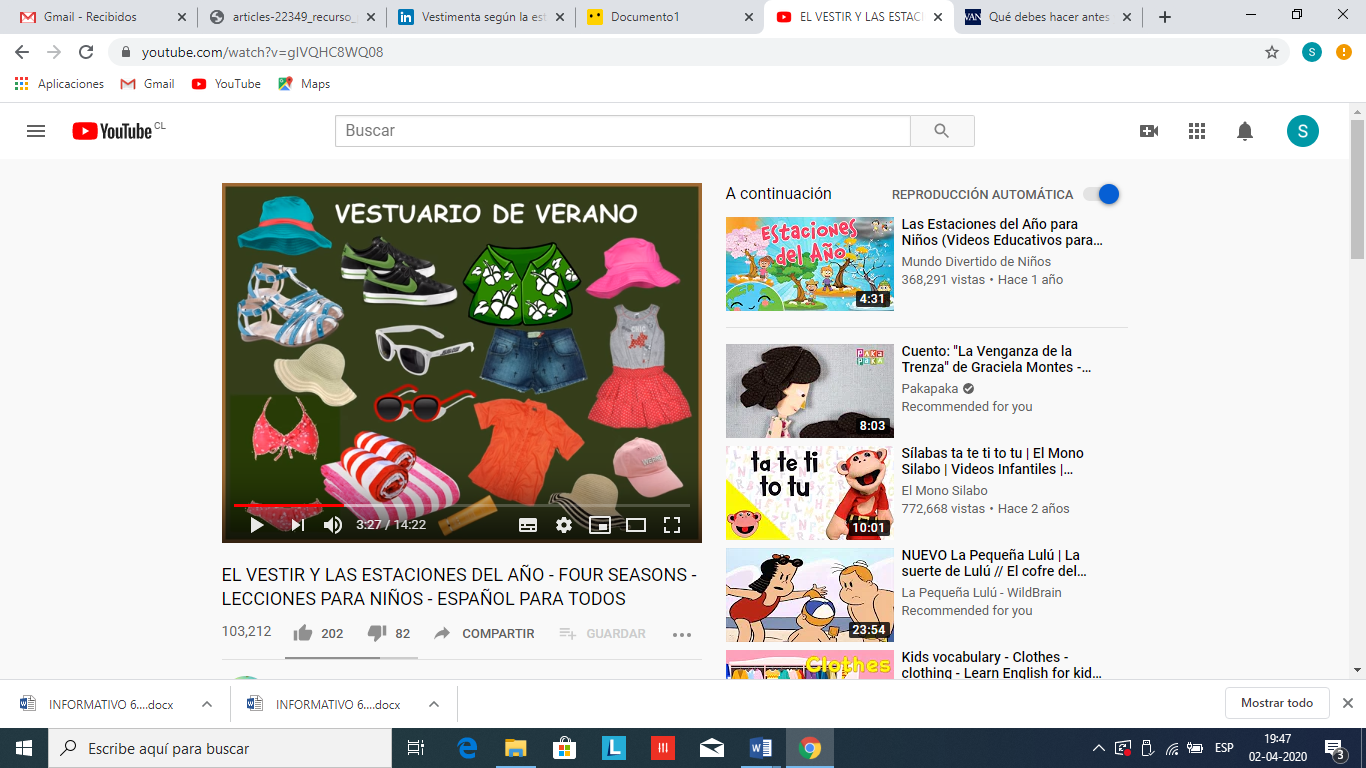 Gmail - Recibidos
articles-22349_recurso_
Vestimenta según la est
Documento1
EL VESTIR Y LAS ESTACI
VAN
Qué debes hacer antes
youtube.com/watch?v=gIVQHC8WQ08
S
Aplicaciones
Gmail
YouTube
Maps
YouTube CL
Buscar
S
VESTUARIO DE VERANO
3:27 / 14:22
EL VESTIR Y LAS ESTACIONES DEL AÑO - FOUR SEASONS -
LECCIONES PARA NIÑOS - ESPAÑOL PARA TODOS
103,212
202
82
COMPARTIR
GUARDAR
A continuación
REPRODUCCIÓN AUTOMÁTICA
Estaciones
del Año
4:31
Las Estaciones del Año para
Niños (Videos Educativos para...
Mundo Divertido de Niños
368,291 vistas • Hace 1 año
PAKA
PAKA
8:03
Cuento: "La Venganza de la
Trenza" de Graciela Montes -...
Pakapaka
Recommended for you
ta te ti
to tu
10:01
Sílabas ta te ti to tu | El Mono
Silabo | Videos Infantiles |...
El Mono Silabo
772,668 vistas • Hace 2 años
23:54
NUEVO La Pequeña Lulú | La
suerte de Lulú // El cofre del...
La Pequeña Lulú - WildBrain
Recommended for you
Clothes
Kids vocabulary - Clothes -
clothing - Learn English for kid...
INFORMATIVO 6....docx
INFORMATIVO 6....docx
Mostrar todo
Escribe aquí para buscar
L
ESP
19:47
02-04-2020
3